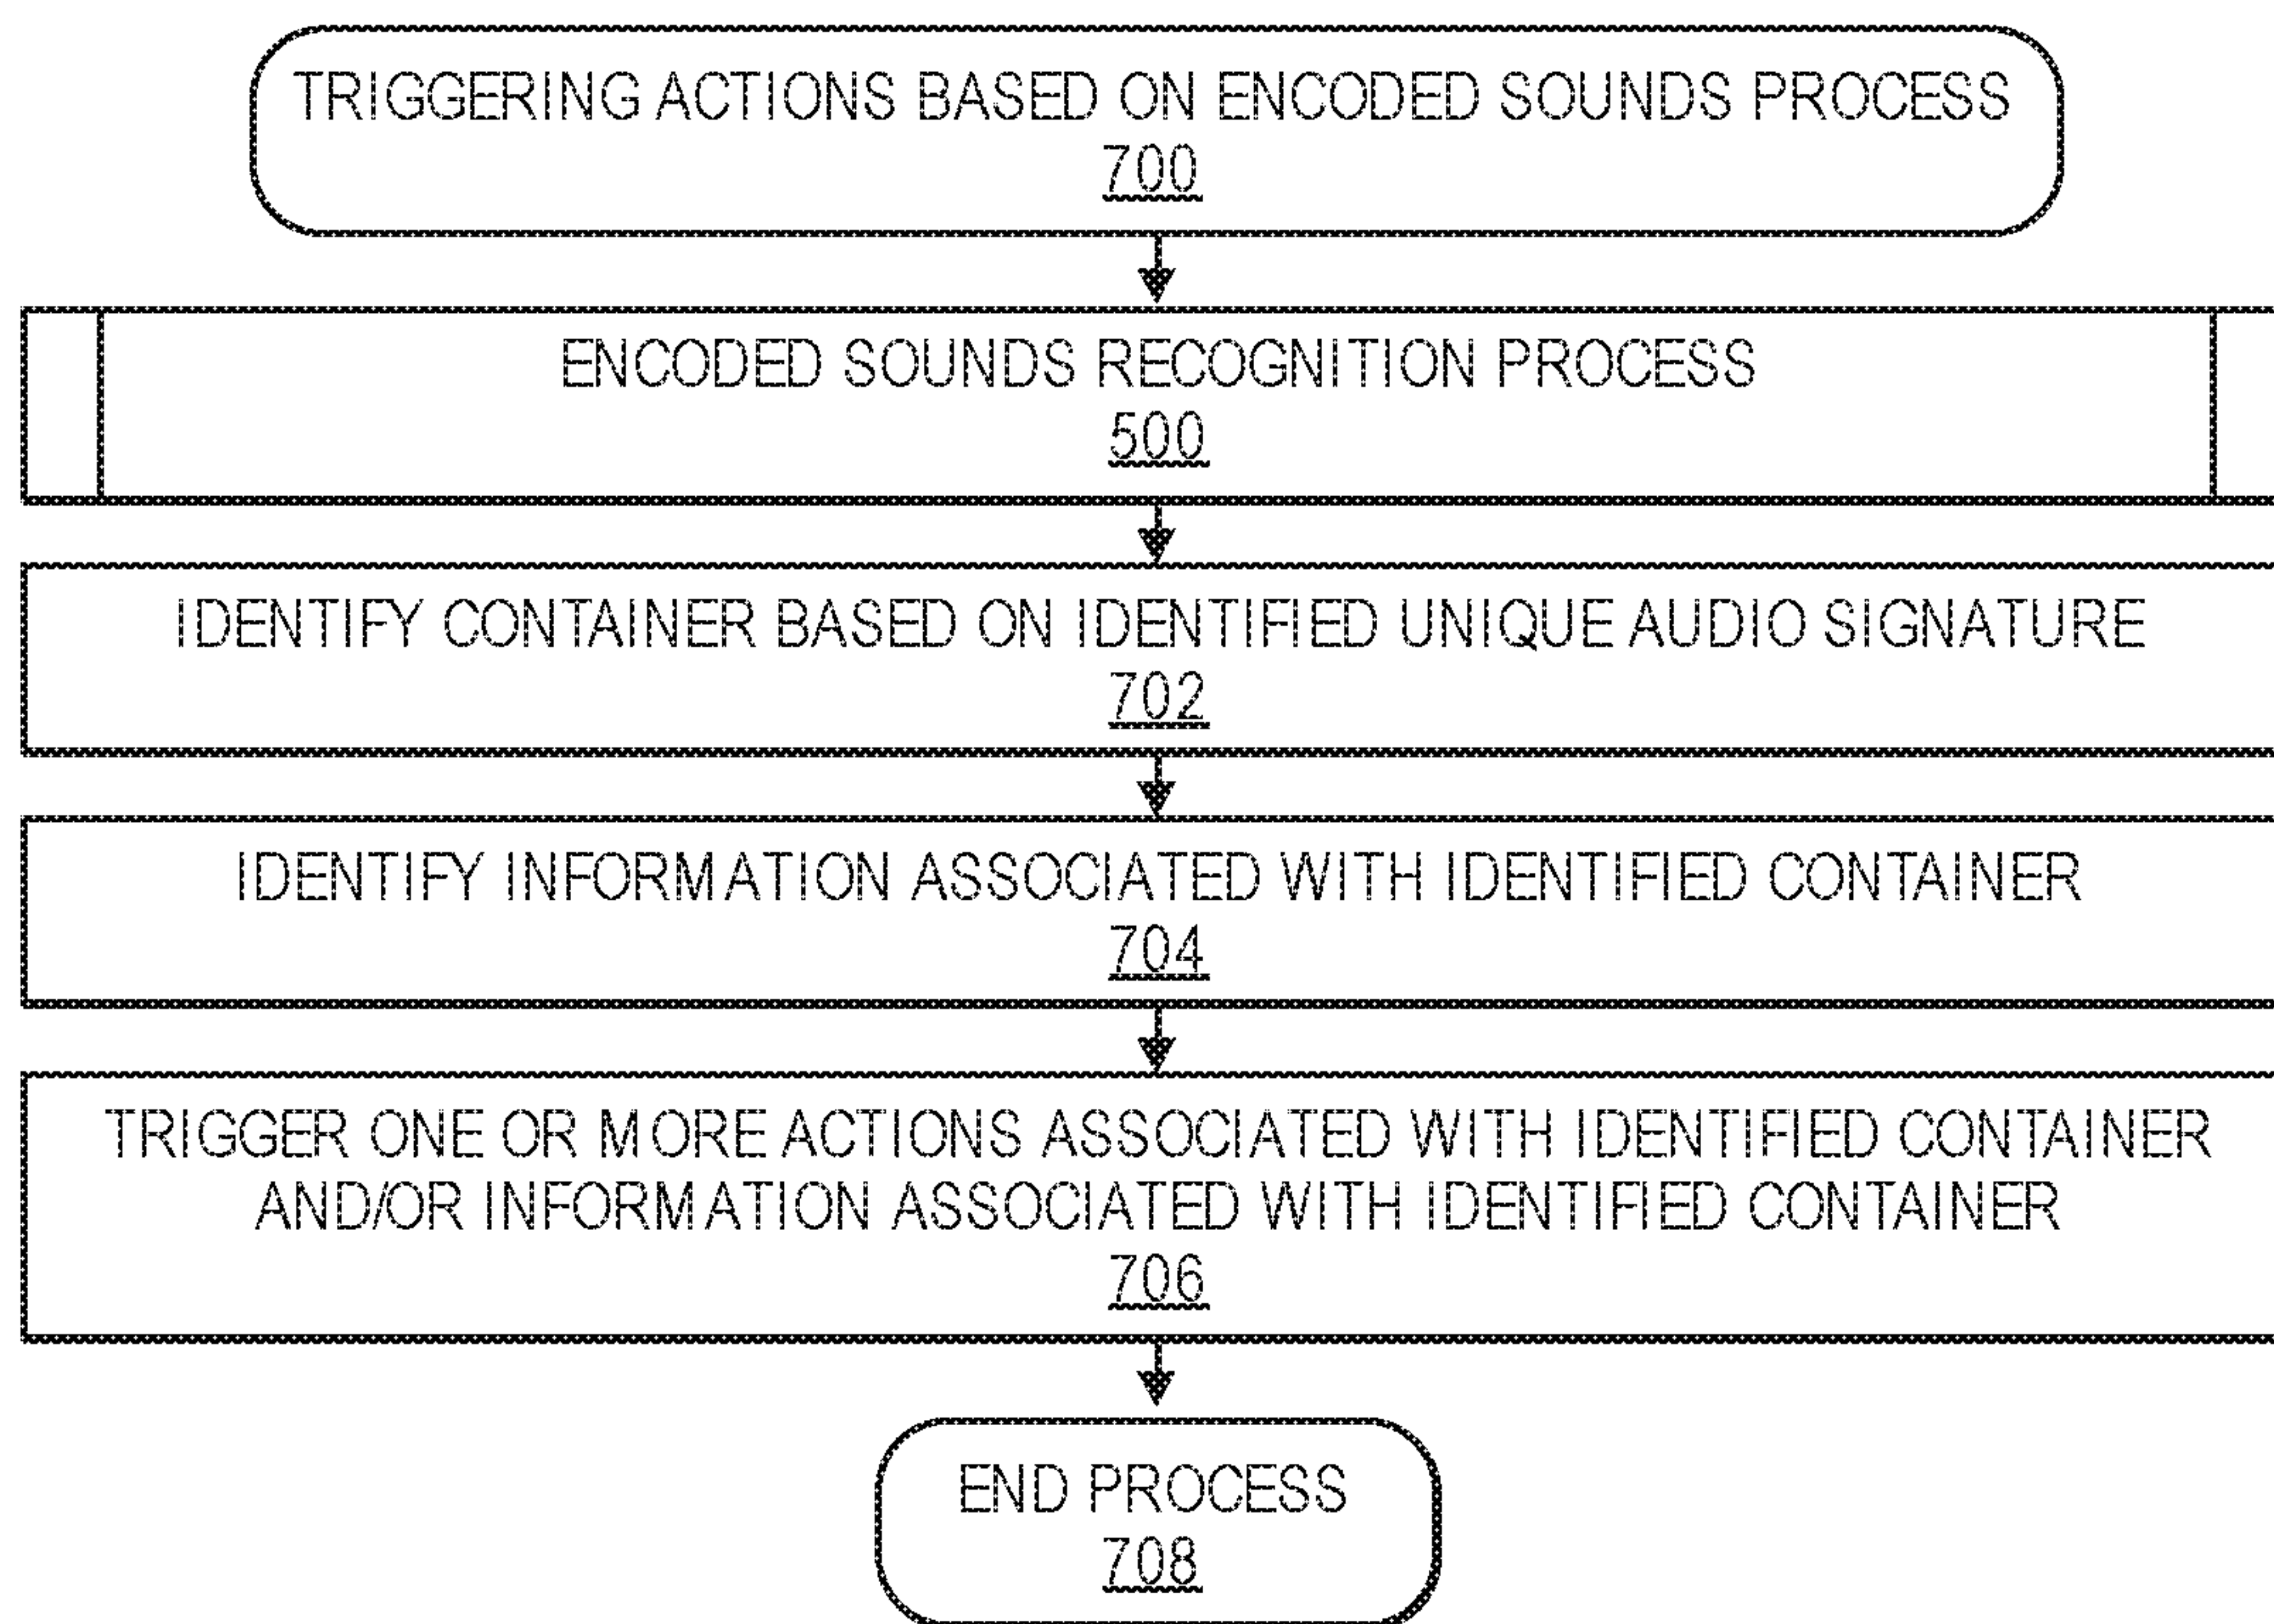 TRIGGERING ACTIONS BASED ON ENCODED SOUNDS PROCESS
700
ENCODED SOUNDS RECOGNITION PROCESS
500
IDENTIFY CONTAINER BASED ON IDENTIFIED UNIQUE AUDIO SIGNATURE
702
IDENTIFY INFORMATION ASSOCIATED WITH IDENTIFIED CONTAINER
704
TRIGGER ONE OR MORE ACTIONS ASSOCIATED WITH IDENTIFIED CONTAINER
AND/OR INFORMATION ASSOCIATED WITH IDENTIFIED CONTAINER
706
END PROCESS
708